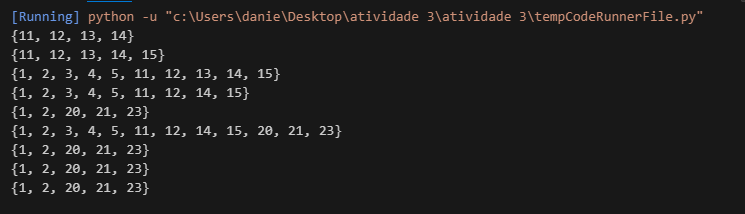 [Running] python -u "c:\Users\danie\Desktop\atividade 3\atividade 3\tempCodeRunnerFile.py"
{11, 12, 13, 14}
{11, 12, 13, 14, 15}
{1, 2, 3, 4, 5, 11, 12, 13, 14, 15}
{1, 2, 3, 4, 5, 11, 12, 14, 15}
{1, 2, 20, 21, 23}
{1, 2, 3, 4, 5, 11, 12, 14, 15, 20, 21, 23}
{1, 2, 20, 21, 23}
{1, 2, 20, 21, 23}
{1, 2, 20, 21, 23}